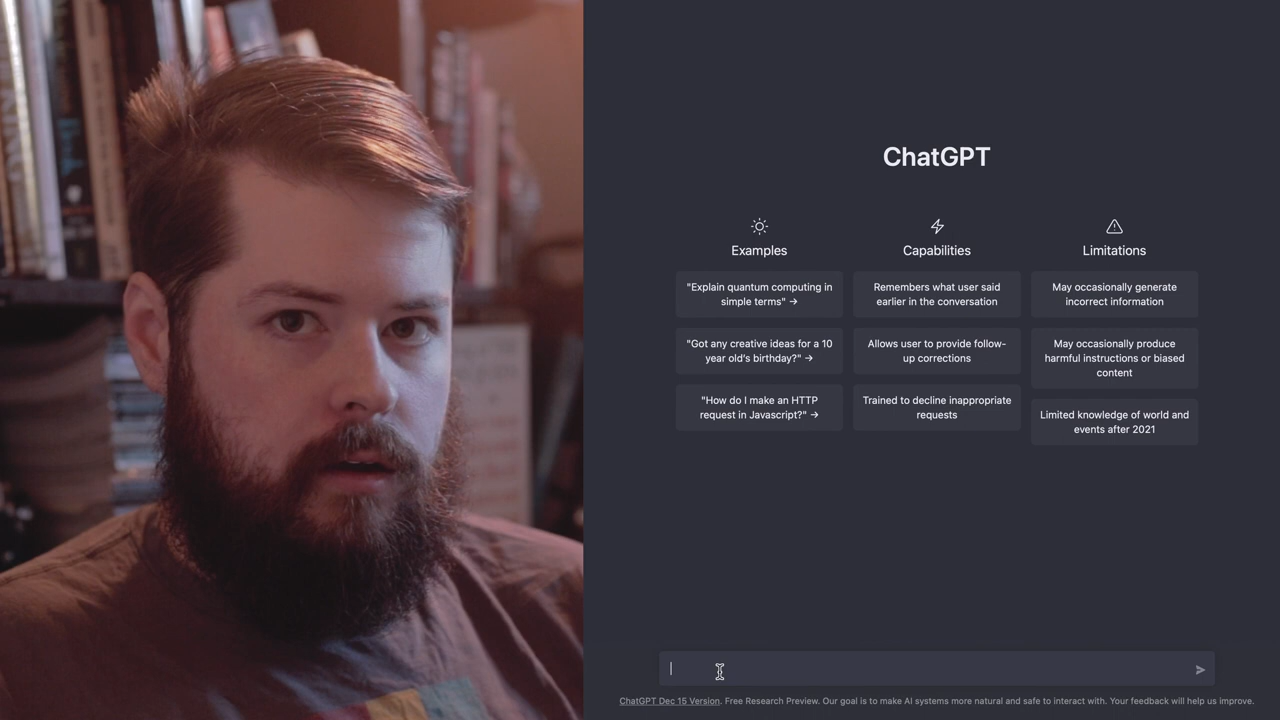 ChatGPT
Examples
"Explain quantum computing in
simple terms" →
"Got any creative ideas for a 10
year old's birthday?" →
"How do I make an HTTP
request in Javascript?" →
Capabilities
Remembers what user said
earlier in the conversation
Allows user to provide follow-
up corrections
Trained to decline inappropriate
requests
Limitations
May occasionally generate
incorrect information
May occasionally produce
harmful instructions or biased
content
Limited knowledge of world and
events after 2021
ChatGPT Dec 15 Version. Free Research Preview. Our goal is to make AI systems more natural and safe to interact with. Your feedback will help us improve.